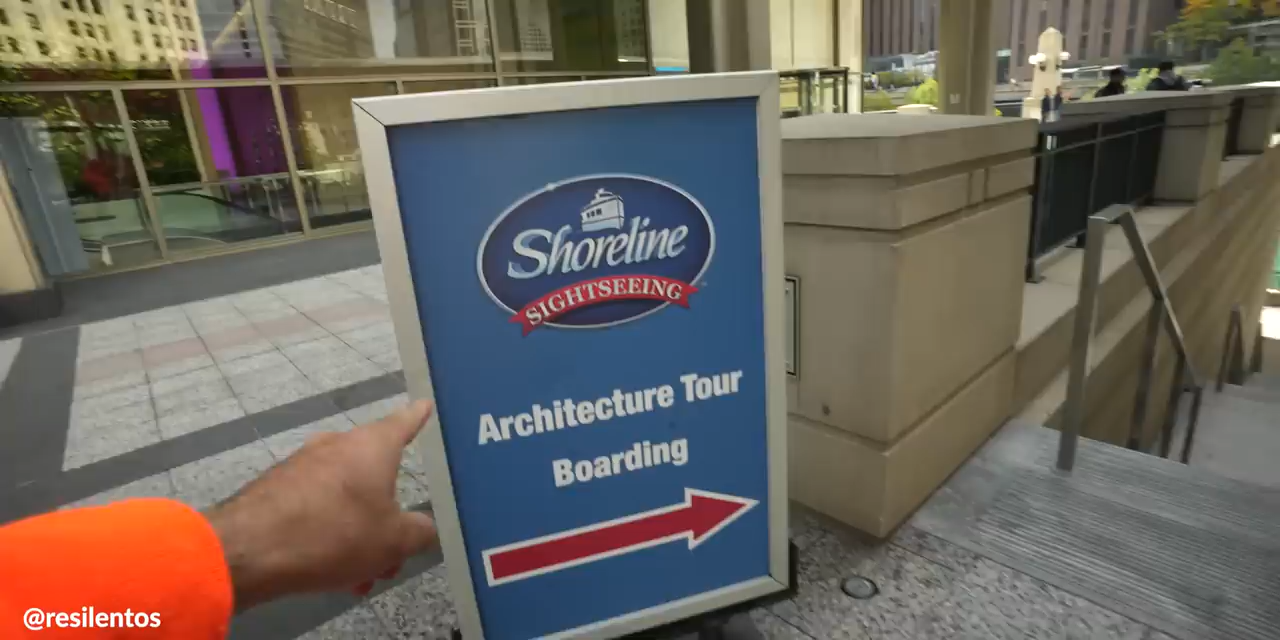 Shoreline
SIGHTSEEING
Architecture Tour
Boarding
@resilentos